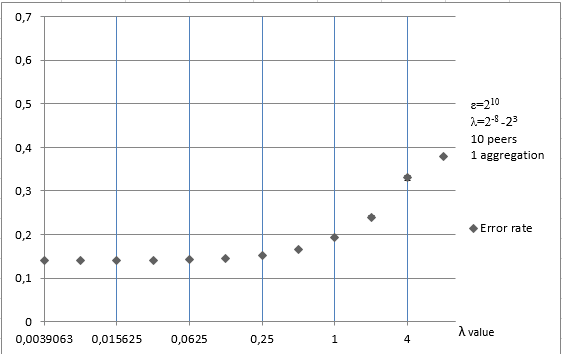 0,7
0,6
0,5
0,4
0,3
0,2
0,1
0
0,0039063 0,015625 0,0625 0,25 1 4
λ value
ε=2¹⁰
λ=2⁻⁸-2³
10 peers
1 aggregation
Error rate